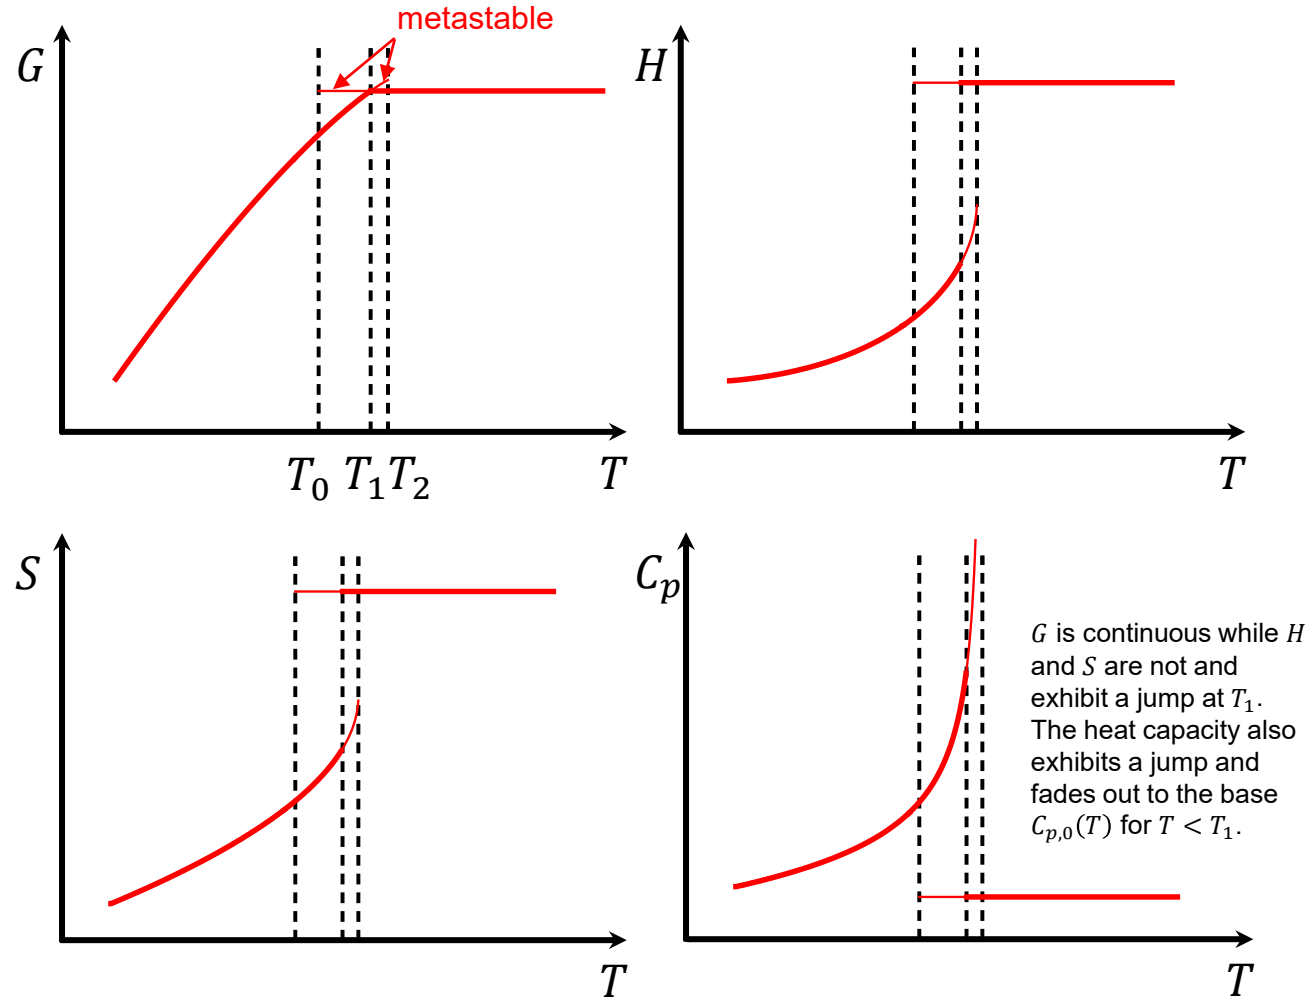 metastable
G
H
T₀ T₁ T₂ T
T
S
Cₚ
G is continuous while H
and S are not and
exhibit a jump at T₁.
The heat capacity also
exhibits a jump and
fades out to the base
Cₚ,₀(T) for T < T₁.
T
T